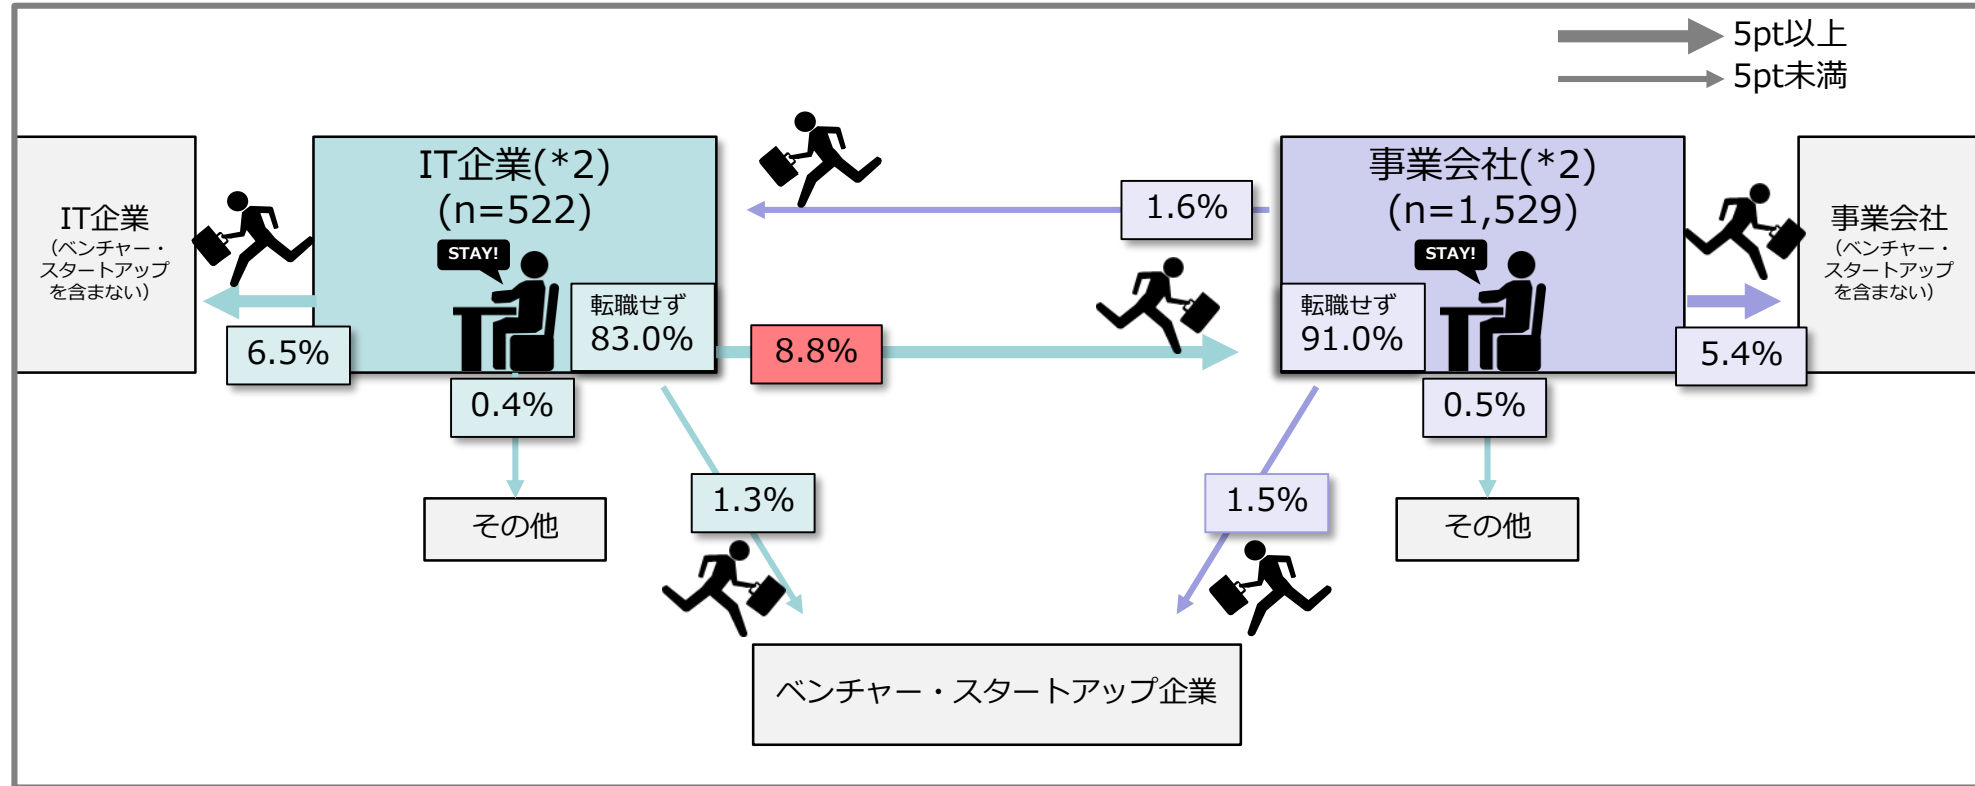 5pt以上
5pt未満
IT企業
(ベンチャー・
スタートアップ
を含まない)
IT企業(*2)
(n=522)
STAY!
転職せず
83.0%
6.5%
0.4%
その他
8.8%
1.3%
1.6%
事業会社(*2)
(n=1,529)
STAY!
転職せず
91.0%
0.5%
その他
1.5%
5.4%
事業会社
(ベンチャー・
スタートアップ
を含まない)
ベンチャー・スタートアップ企業